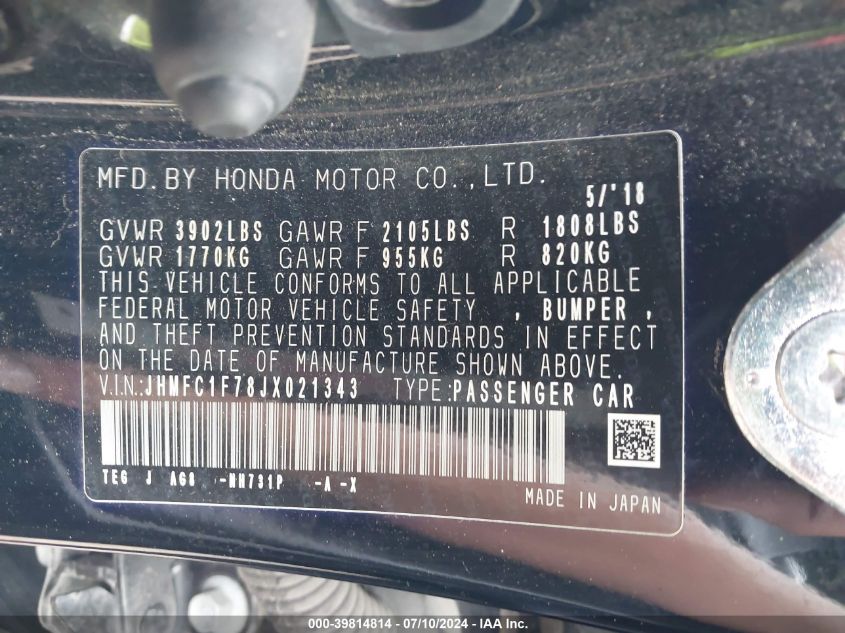 MFD. BY HONDA MOTOR CO., LTD. 5/'18
GVWR 3902LBS GAWR F 2105LBS R 1808LBS
GVWR 1770KG GAWR F 955KG R 820KG
THIS VEHICLE CONFORMS TO ALL APPLICABLE
FEDERAL MOTOR VEHICLE SAFETY , BUMPER ,
AND THEFT PREVENTION STANDARDS IN EFFECT
ON THE DATE OF MANUFACTURE SHOWN ABOVE.
V.I.N.: JHMFC1F78JX021343 TYPE: PASSENGER CAR
TEG J AG8 -NH731P -A -X
MADE IN JAPAN
000-39814814 / 07/10/2024 / IAAI.COM